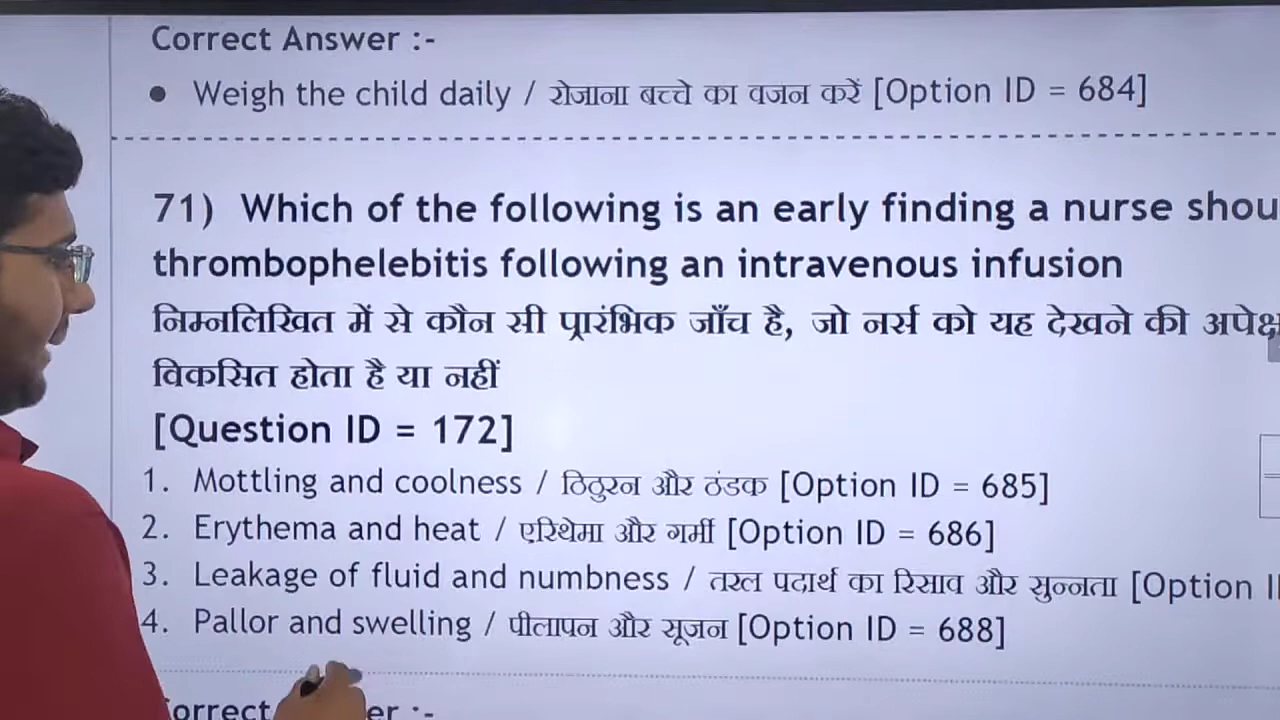 Correct Answer :-
• Weigh the child daily / रोजाना बच्चे का वजन करें [Option ID = 684]
71) Which of the following is an early finding a nurse shou
thrombophelebitis following an intravenous infusion
निम्नलिखित में से कौन सी प्रारंभिक जाँच है, जो नर्स को यह देखने की अपेक्ष
विकसित होता है या नहीं
[Question ID = 172]
1. Mottling and coolness / ठिठुरन और ठंडक [Option ID = 685]
2. Erythema and heat / एरिथेमा और गर्मी [Option ID = 686]
3. Leakage of fluid and numbness / तरल पदार्थ का रिसाव और सुन्नता [Option I
4. Pallor and swelling / पीलापन और सूजन [Option ID = 688]
orrect er :-